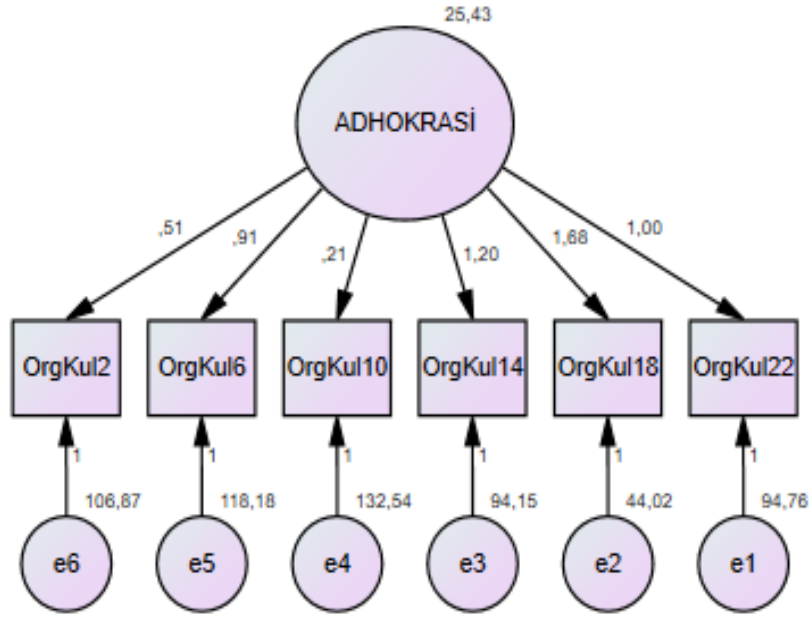 25,43
ADHOKRASİ
,51 ,91 ,21 1,20 1,68 1,00
OrgKul2 OrgKul6 OrgKul10 OrgKul14 OrgKul18 OrgKul22
1 1 1 1 1 1
106,87 118,18 132,54 94,15 44,02 94,76
e6 e5 e4 e3 e2 e1